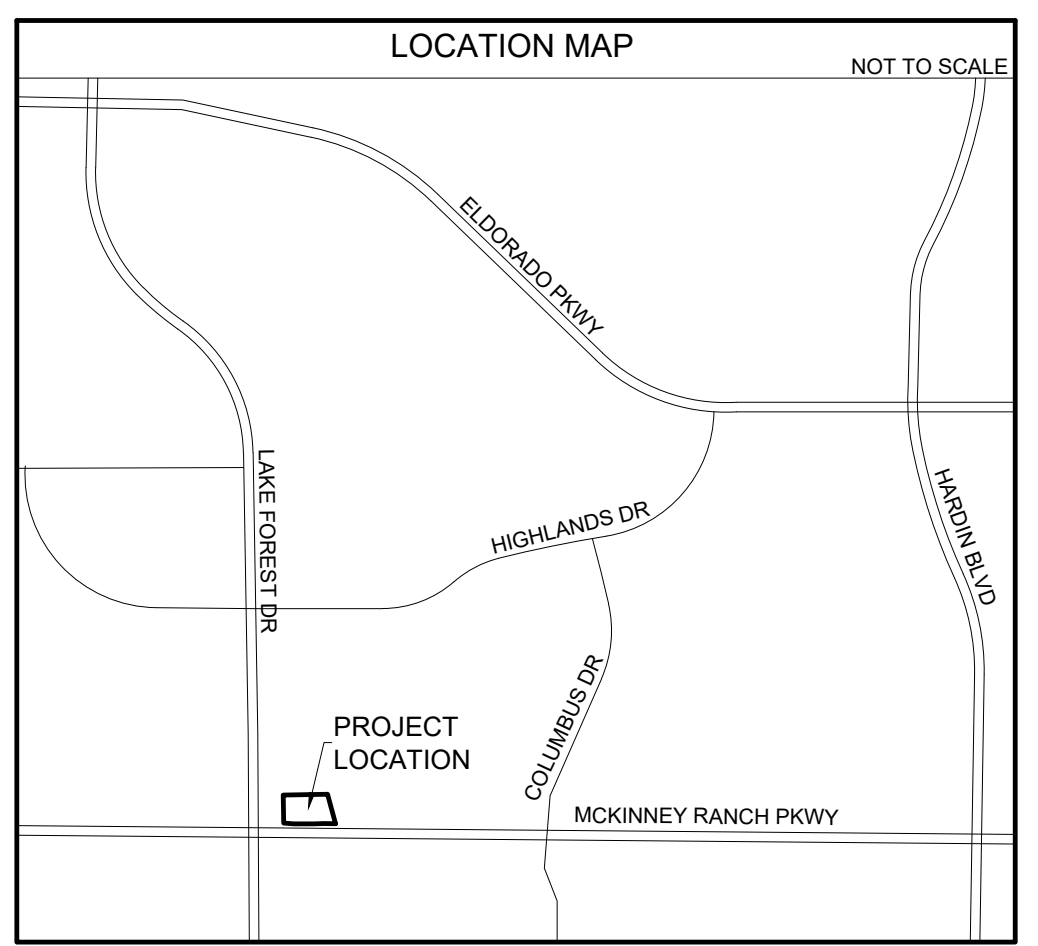 LOCATION MAP
NOT TO SCALE
ELDORADO PKWY
LAKE FOREST DR
HIGHLANDS DR
HARDIN BLVD
COLUMBUS DR
PROJECT
LOCATION
MCKINNEY RANCH PKWY